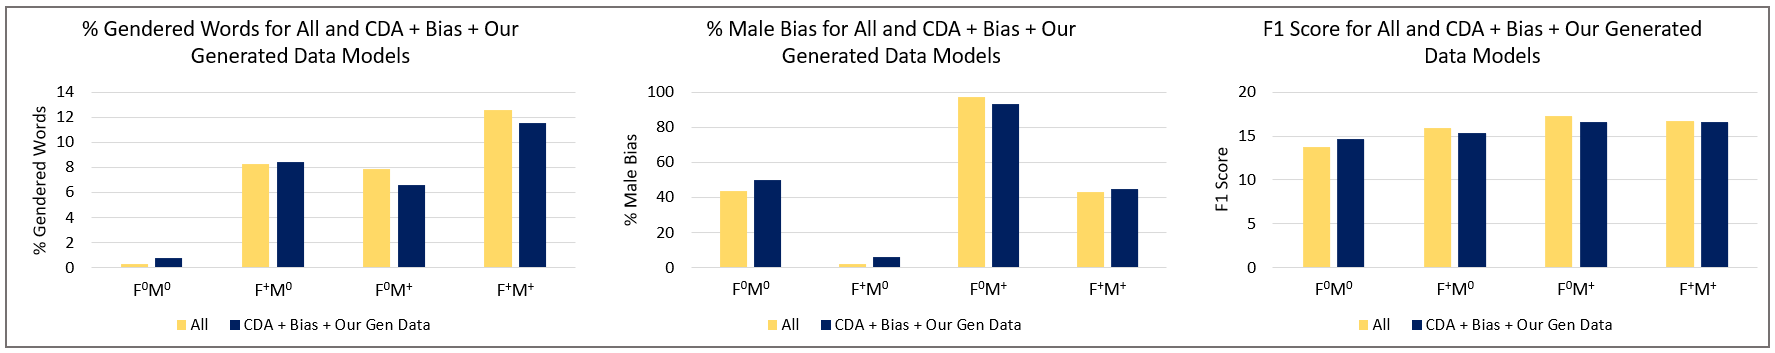 % Gendered Words for All and CDA + Bias + Our
Generated Data Models
% Gendered Words
14
12
10
8
6
4
2
0
F⁰M⁰
F⁺M⁰
F⁰M⁺
F⁺M⁺
All
CDA + Bias + Our Gen Data
% Male Bias for All and CDA + Bias + Our
Generated Data Models
% Male Bias
100
80
60
40
20
0
F⁰M⁰
F⁺M⁰
F⁰M⁺
F⁺M⁺
All
CDA + Bias + Our Gen Data
F1 Score for All and CDA + Bias + Our Generated
Data Models
F1 Score
20
15
10
5
0
F⁰M⁰
F⁺M⁰
F⁰M⁺
F⁺M⁺
All
CDA + Bias + Our Gen Data